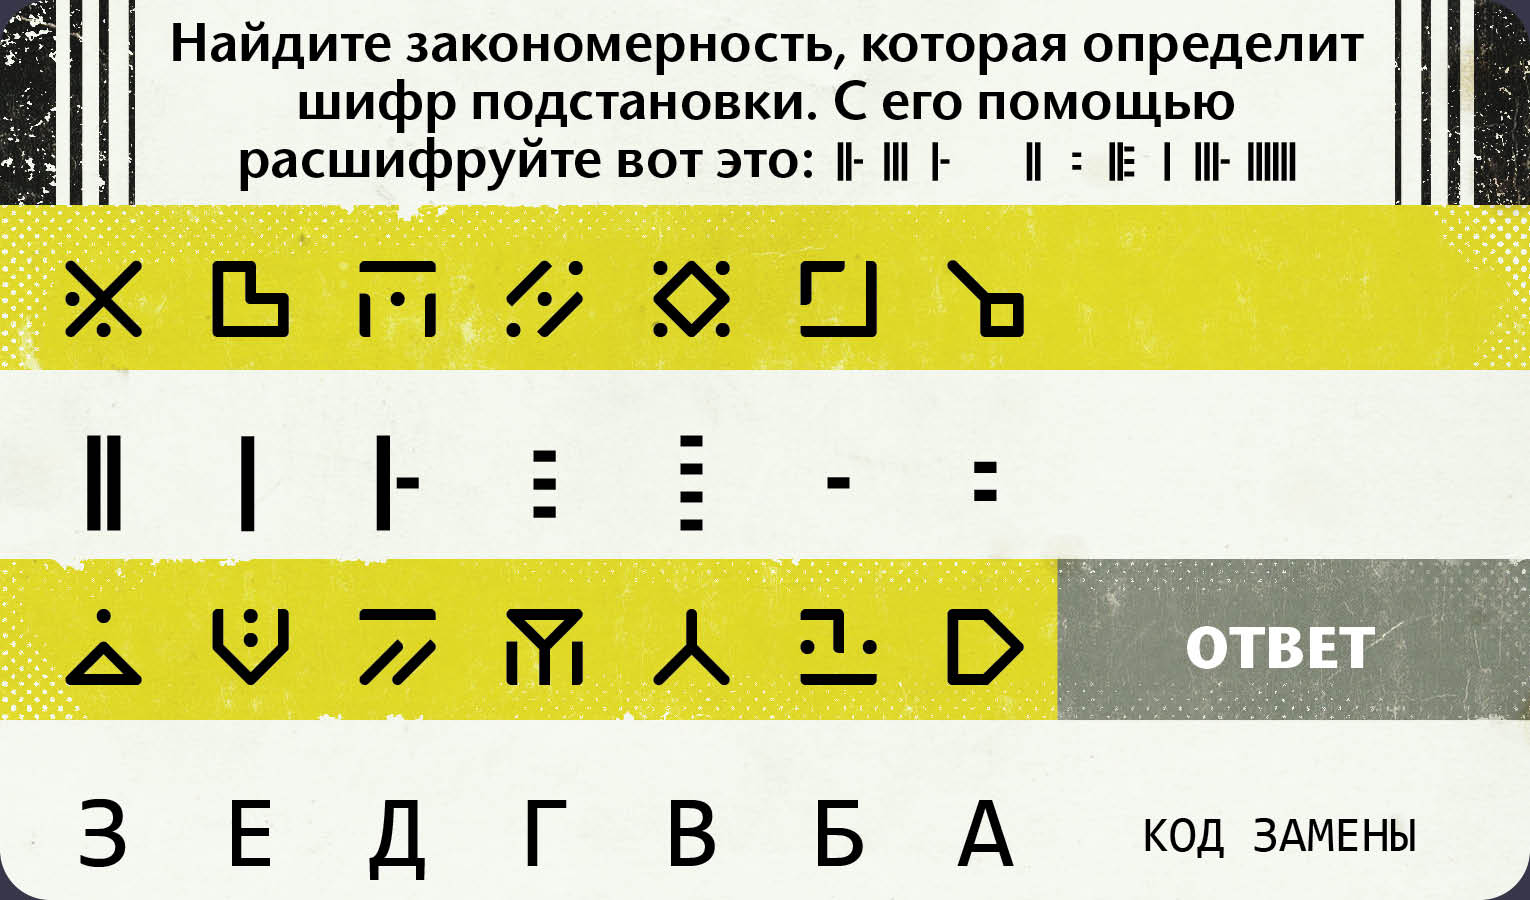 Найдите закономерность, которая определит
шифр подстановки. С его помощью
расшифруйте вот это:
ОТВЕТ
З Е Д Г В Б А КОД ЗАМЕНЫ